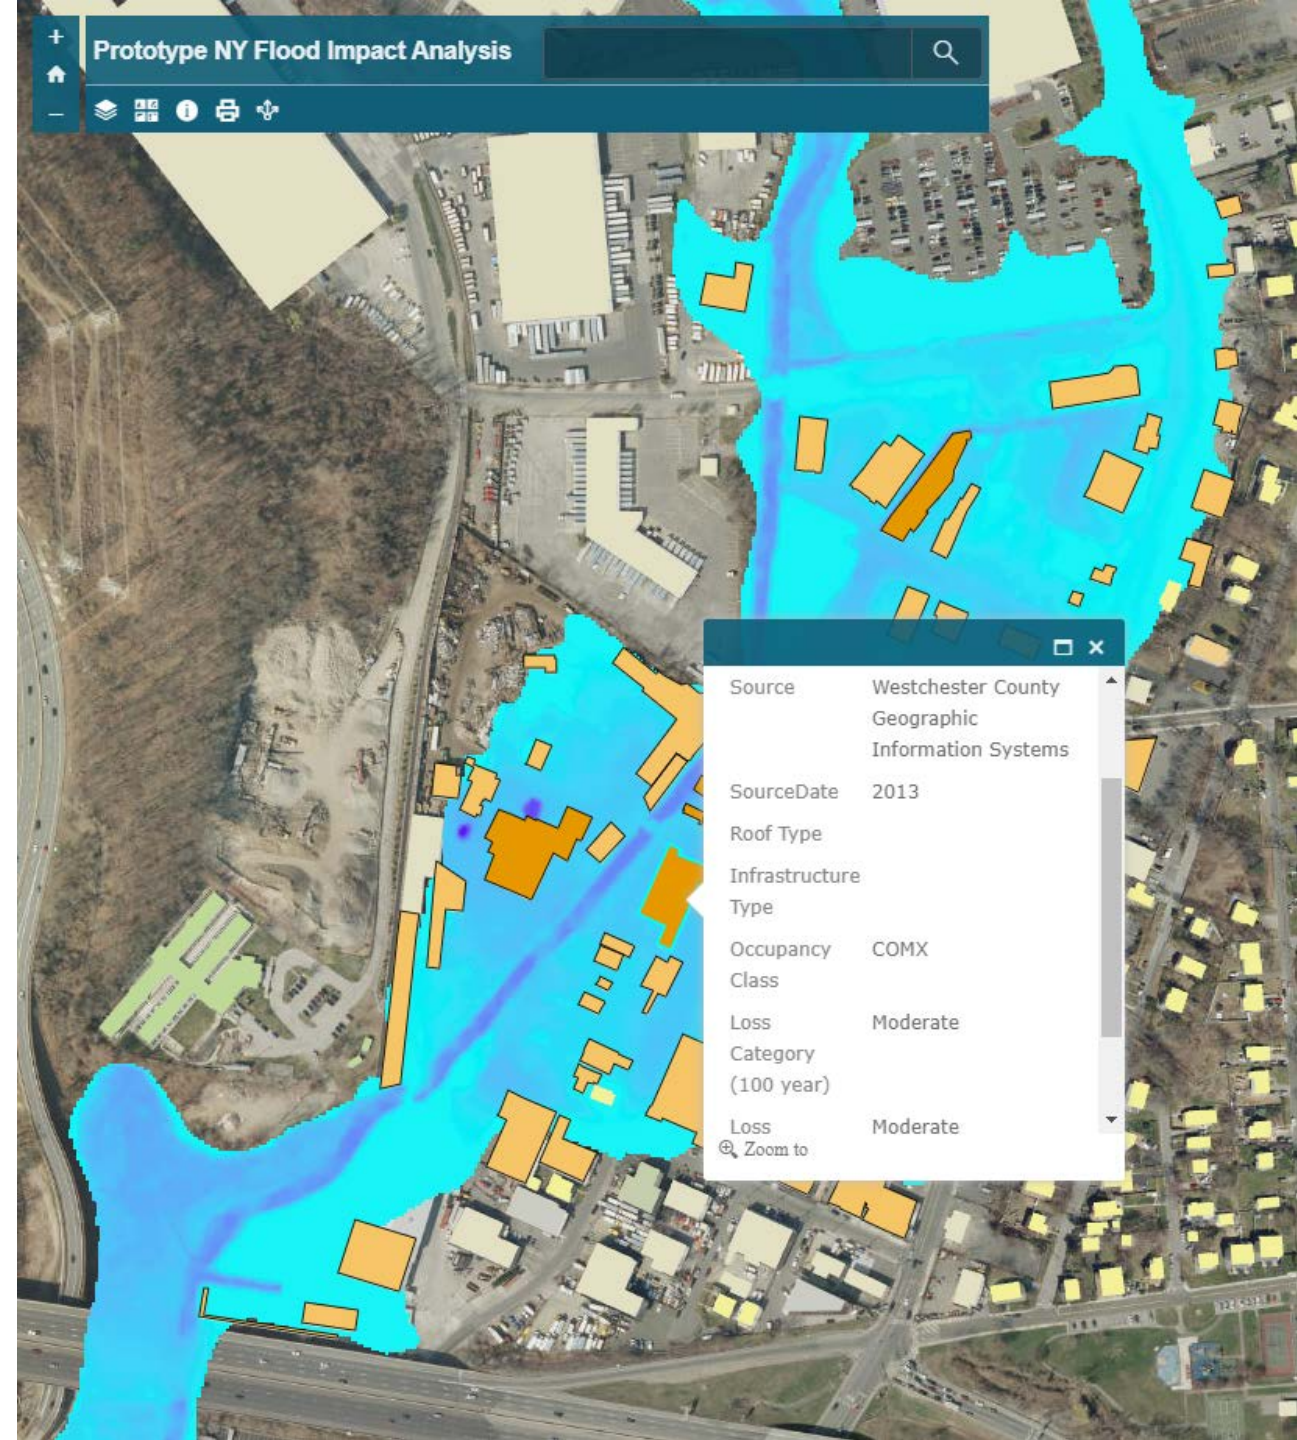 +
Prototype NY Flood Impact Analysis
–
Source Westchester County
Geographic
Information Systems
SourceDate 2013
Roof Type
Infrastructure
Type
Occupancy COMX
Class
Loss Moderate
Category
(100 year)
Loss Moderate
Zoom to